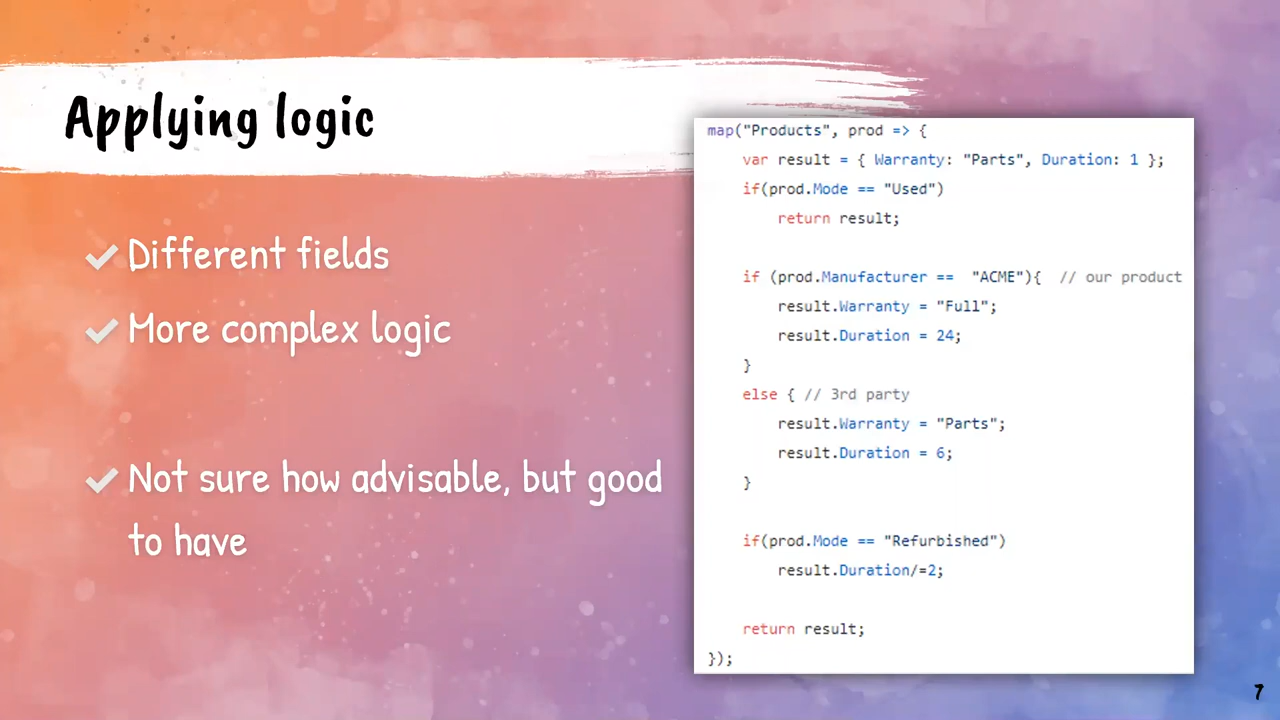 Applying logic
Different fields
More complex logic
Not sure how advisable, but good
to have
map("Products", prod => {
    var result = { Warranty: "Parts", Duration: 1 };
    if(prod.Mode == "Used")
        return result;
    if (prod.Manufacturer ==  "ACME"){  // our product
        result.Warranty = "Full";
        result.Duration = 24;
    }
    else { // 3rd party
        result.Warranty = "Parts";
        result.Duration = 6;
    }
    if(prod.Mode == "Refurbished")
        result.Duration/=2;
    return result;
});
7